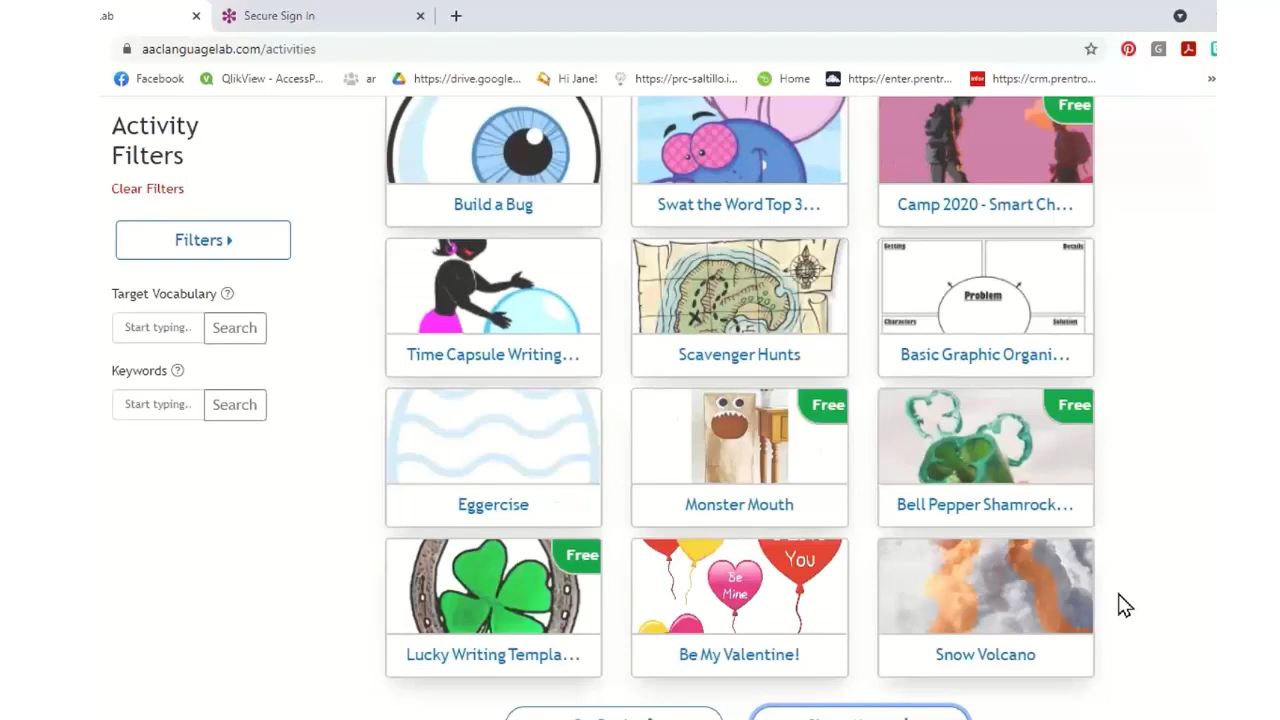 .ab
Secure Sign In
aaclanguagelab.com/activities
Facebook
QlikView - AccessP...
ar
https://drive.google...
Hi Jane!
https://prc-saltillo.i...
Home
https://enter.prentr...
https://crm.prentro...
Activity
Filters
Clear Filters
Filters
Target Vocabulary
Start typing..
Search
Keywords
Start typing..
Search
Free
Build a Bug
Swat the Word Top 3...
Camp 2020 - Smart Ch...
Setting
Details
Problem
Characters
Solution
Time Capsule Writing...
Scavenger Hunts
Basic Graphic Organi...
Free
Free
Eggercise
Monster Mouth
Bell Pepper Shamrock...
Free
You
Be
Mine
Lucky Writing Templa...
Be My Valentine!
Snow Volcano